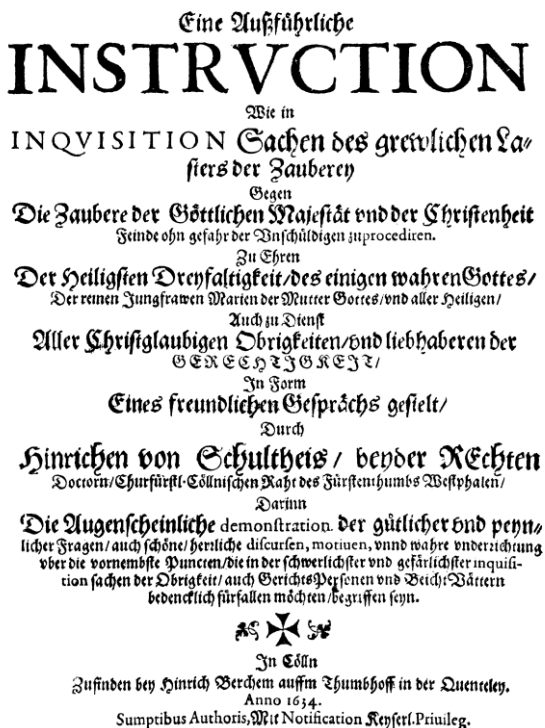 Eine Außführliche
INSTRVCTION
Wie in
INQVISITION Sachen des grewlichen La⸗
sters der Zauberey
Gegen
Die Zaubere der Göttlichen Majestät vnd der Christenheit
Feinde ohn gefahr der Vnschüldigen zuprocediren.
Zu Ehren
Der Heiligsten Dreyfaltigkeit/des einigen wahren Gottes/
Der reinen Jungfrawen Marien der Mutter Gottes/vnd aller Heiligen/
Auch zu Dienst
Aller Christglaubigen Obrigkeiten/vnd liebhaberen der
GERECHTIGKEIT/
In Form
Eines freundlichen Gesprächs gestelt/
Durch
Hinrichen von Schultheis/ beyder REchten
Doctorn/Churfürstl-Cöllnischen Raht des Fürstenthumbs Westphalen/
Darinn
Die Augenscheinliche demonstration. der gütlicher vnd peyn⸗
licher Fragen/auch schöne/herrliche discursen, motiuen, vnnd wahre vnderrichtung
vber die vornembste Puncten/die in der schwerlichster vnd gefärlichster inquisi-
tion sachen der Obrigkeit/auch Gerichts Personen vnd Beicht-Vättern
bedencklich fürfallen möchten/begriffen seyn.
In Cölln
Zufinden bey Hinrich Berchem auffm Thumbhoff in der Quenteley.
Anno 1634.
Sumptibus Authoris, Mit Notification Keyserl. Priuileg.